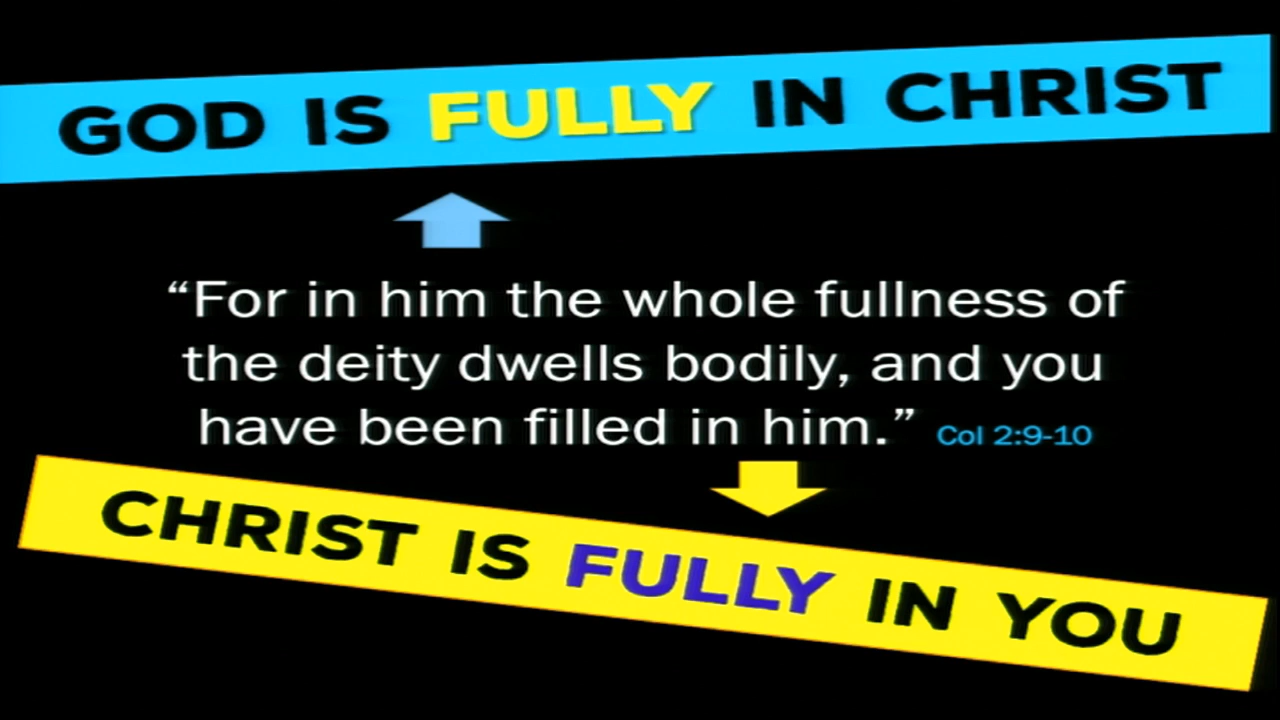 GOD IS FULLY IN CHRIST
“For in him the whole fullness of
the deity dwells bodily, and you
have been filled in him.” Col 2:9-10
CHRIST IS FULLY IN YOU